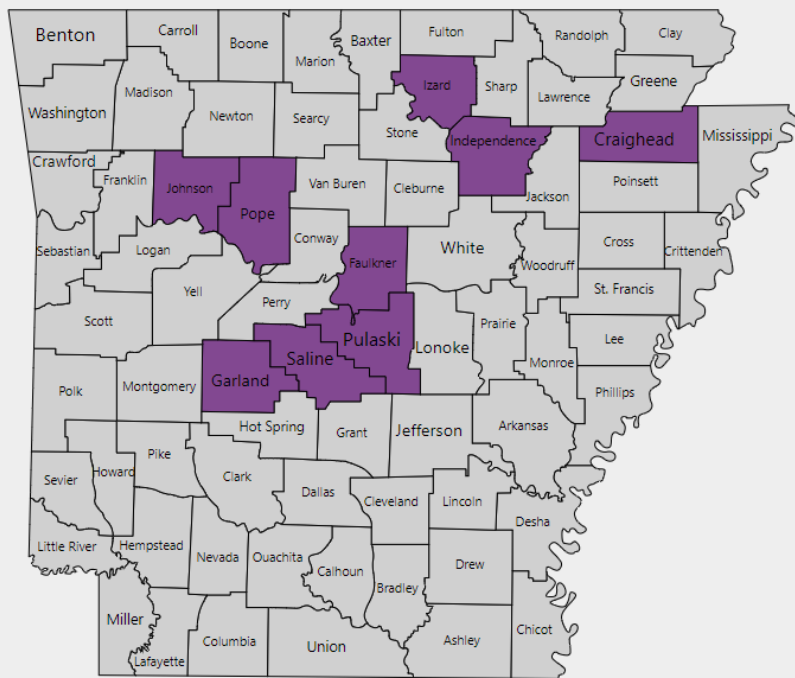 Benton
Carroll
Boone
Marion
Baxter
Fulton
Randolph
Clay
Izard
Sharp
Lawrence
Greene
Washington
Madison
Newton
Searcy
Stone
Independence
Craighead
Mississippi
Crawford
Franklin
Johnson
Pope
Van Buren
Cleburne
Jackson
Poinsett
Sebastian
Logan
Conway
Faulkner
White
Woodruff
Cross
Crittenden
Scott
Yell
Perry
Pulaski
Lonoke
Prairie
St. Francis
Monroe
Lee
Polk
Montgomery
Garland
Saline
Phillips
Hot Spring
Grant
Jefferson
Arkansas
Sevier
Howard
Pike
Clark
Dallas
Cleveland
Lincoln
Desha
Little River
Hempstead
Nevada
Ouachita
Calhoun
Bradley
Drew
Miller
Lafayette
Columbia
Union
Ashley
Chicot